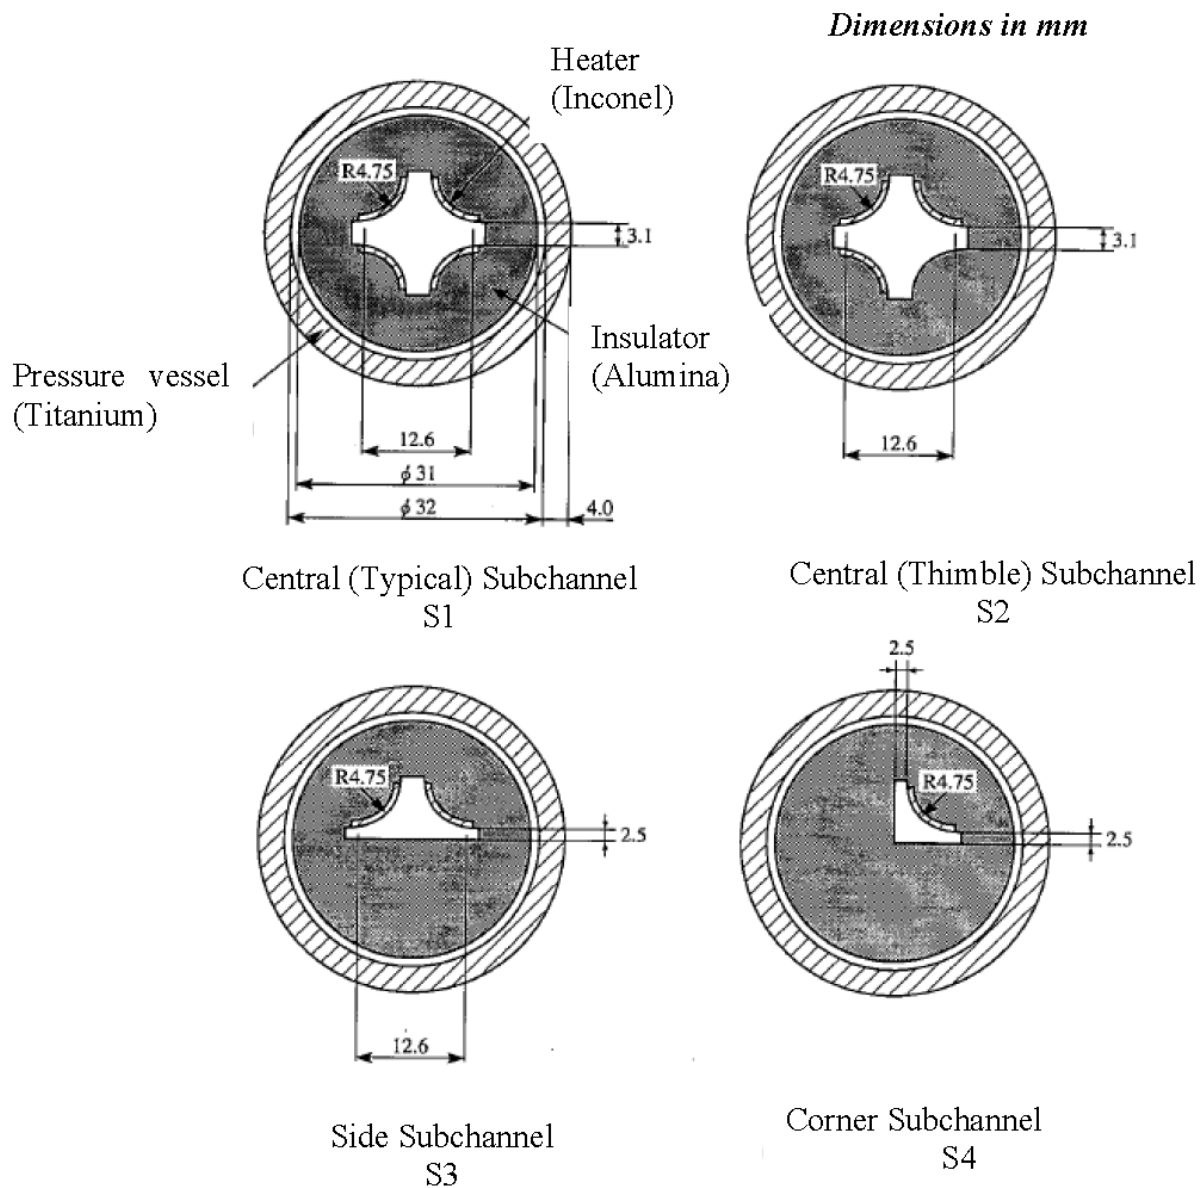 Dimensions in mm
Heater
(Inconel)
R4.75
R4.75
3.1
3.1
Insulator
(Alumina)
Pressure vessel
(Titanium)
12.6
12.6
ϕ 31
ϕ 32
4.0
Central (Typical) Subchannel
S1
Central (Thimble) Subchannel
S2
2.5
R4.75
R4.75
2.5
2.5
12.6
Side Subchannel
S3
Corner Subchannel
S4